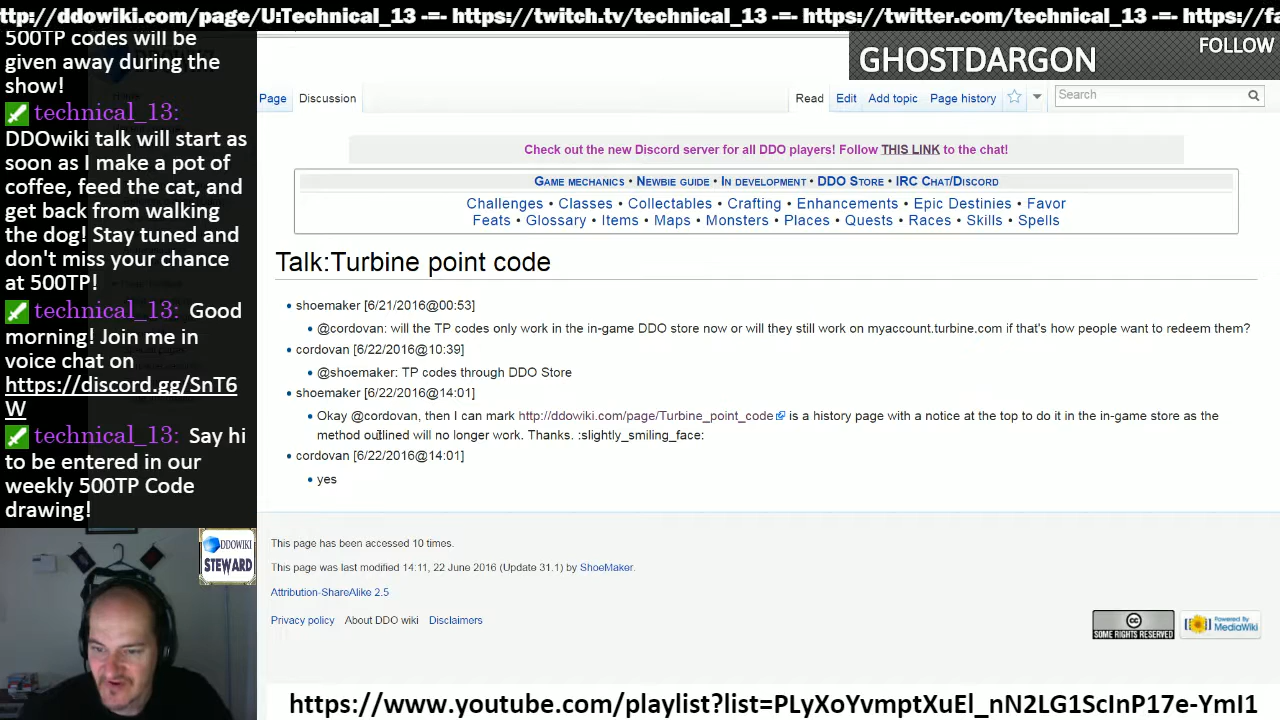 ttp://ddowiki.com/page/U:Technical_13 -=- https://twitch.tv/technical_13 -=- https://twitter.com/technical_13 -=- https://fa
500TP codes will be
given away during the
show!
technical_13:
DDOwiki talk will start as
soon as I make a pot of
coffee, feed the cat, and
get back from walking
the dog! Stay tuned and
don't miss your chance
at 500TP!
technical_13: Good
morning! Join me in
voice chat on
https://discord.gg/SnT6
W
technical_13: Say hi
to be entered in our
weekly 500TP Code
drawing!
DDOWIKI
STEWARD
GHOSTDARGON
FOLLOW
Page Discussion Read Edit Add topic Page history Search
Check out the new Discord server for all DDO players! Follow THIS LINK to the chat!
Game mechanics • Newbie guide • In development • DDO Store • IRC Chat/Discord
Challenges • Classes • Collectables • Crafting • Enhancements • Epic Destinies • Favor
Feats • Glossary • Items • Maps • Monsters • Places • Quests • Races • Skills • Spells
Talk:Turbine point code
• shoemaker [6/21/2016@00:53]
• @cordovan: will the TP codes only work in the in-game DDO store now or will they still work on myaccount.turbine.com if that's how people want to redeem them?
• cordovan [6/22/2016@10:39]
• @shoemaker: TP codes through DDO Store
• shoemaker [6/22/2016@14:01]
• Okay @cordovan, then I can mark http://ddowiki.com/page/Turbine_point_code is a history page with a notice at the top to do it in the in-game store as the
method outlined will no longer work. Thanks. :slightly_smiling_face:
• cordovan [6/22/2016@14:01]
• yes
This page has been accessed 10 times.
This page was last modified 14:11, 22 June 2016 (Update 31.1) by ShoeMaker.
Attribution-ShareAlike 2.5
Privacy policy About DDO wiki Disclaimers
cc
SOME RIGHTS RESERVED
Powered By
MediaWiki
https://www.youtube.com/playlist?list=PLyXoYvmptXuEl_nN2LG1ScInP17e-YmI1